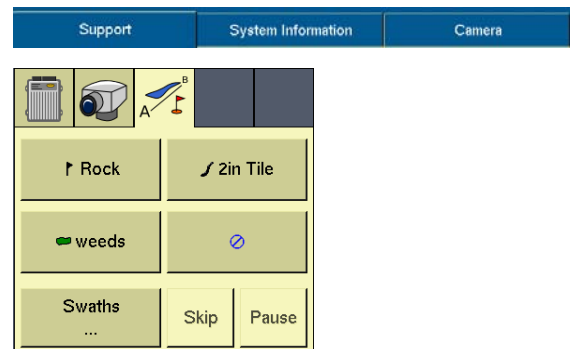 Support
System Information
Camera
A B
Rock
2in Tile
weeds
Swaths
...
Skip
Pause